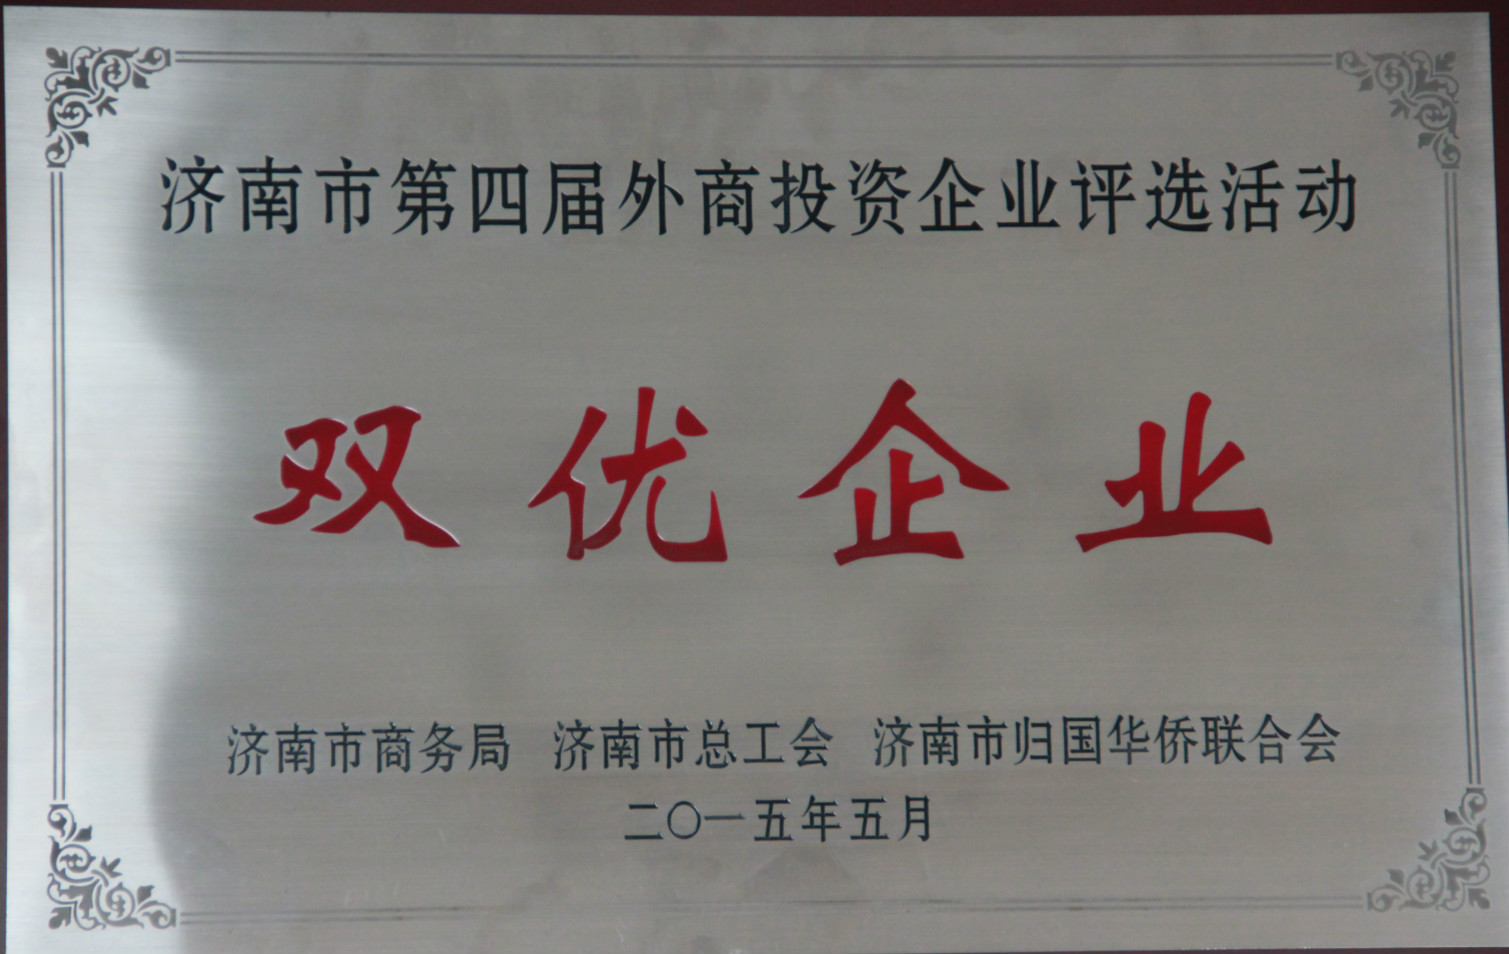 济南市第四届外商投资企业评选活动
双优企业
济南市商务局 济南市总工会 济南市归国华侨联合会
二〇一五年五月